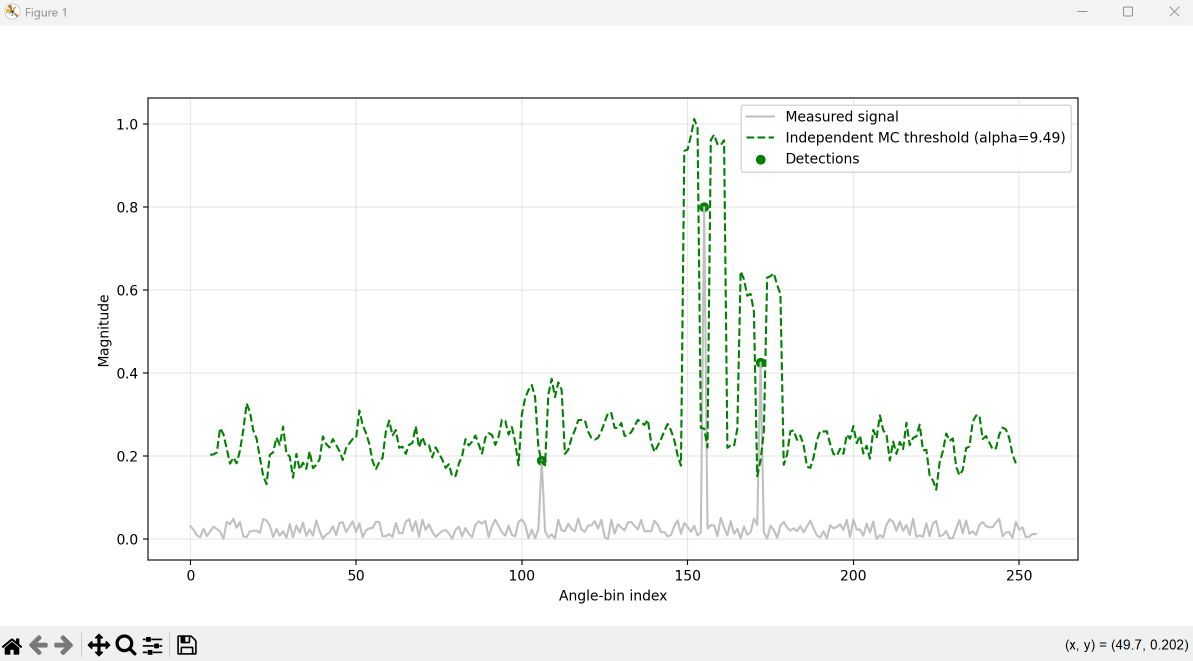 Figure 1
Measured signal
Independent MC threshold (alpha=9.49)
Detections
1.0
0.8
0.6
0.4
0.2
0.0
Magnitude
0 50 100 150 200 250
Angle-bin index
(x, y) = (49.7, 0.202)